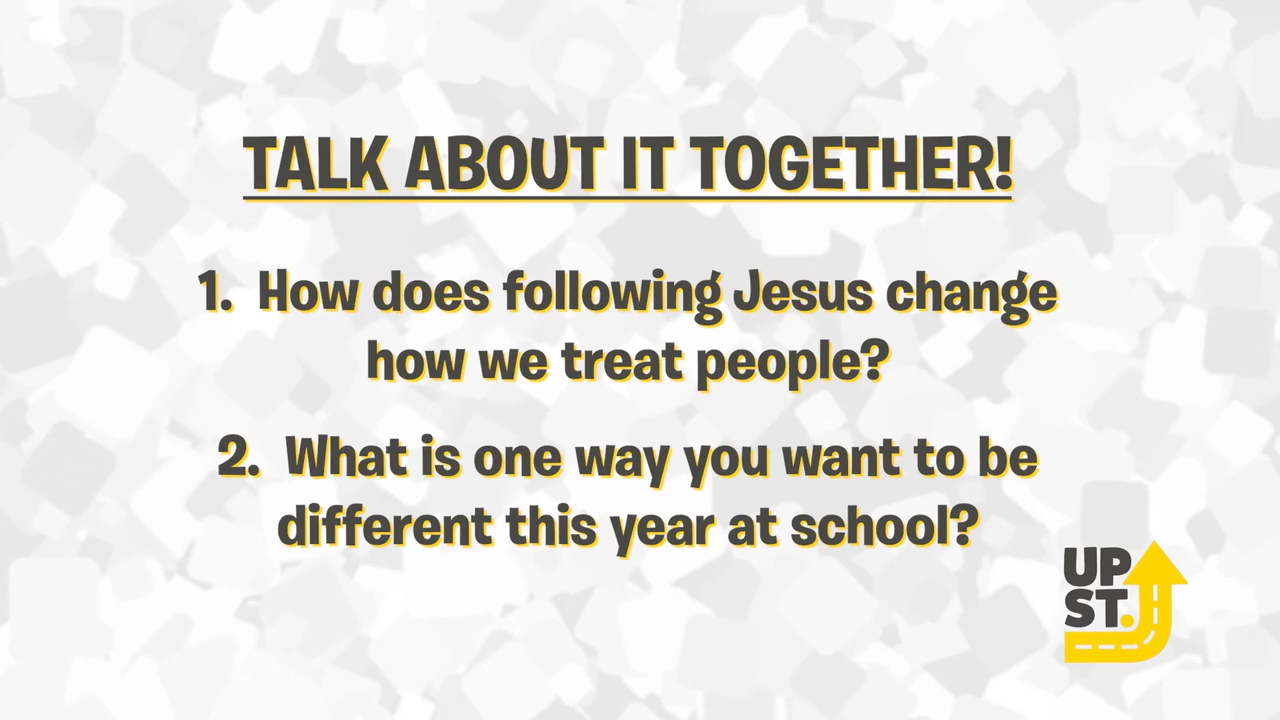 TALK ABOUT IT TOGETHER!
1. How does following Jesus change
how we treat people?
2. What is one way you want to be
different this year at school?
UP
ST.